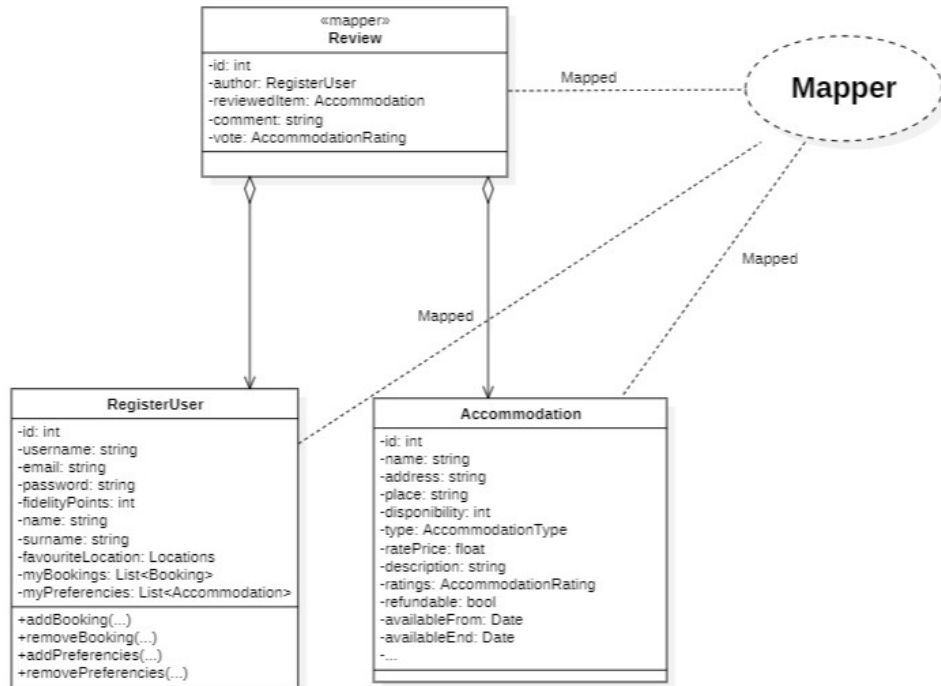 «mapper»
Review
-id: int
-author: RegisterUser
-reviewedItem: Accommodation
-comment: string
-vote: AccommodationRating
Mapped
Mapper
Mapped
Mapped
RegisterUser
-id: int
-username: string
-email: string
-password: string
-fidelityPoints: int
-name: string
-surname: string
-favouriteLocation: Locations
-myBookings: List<Booking>
-myPreferencies: List<Accommodation>
+addBooking(...)
+removeBooking(...)
+addPreferencies(...)
+removePreferencies(...)
Accommodation
-id: int
-name: string
-address: string
-place: string
-disponibility: int
-type: AccommodationType
-ratePrice: float
-description: string
-ratings: AccommodationRating
-refundable: bool
-availableFrom: Date
-availableEnd: Date
-...